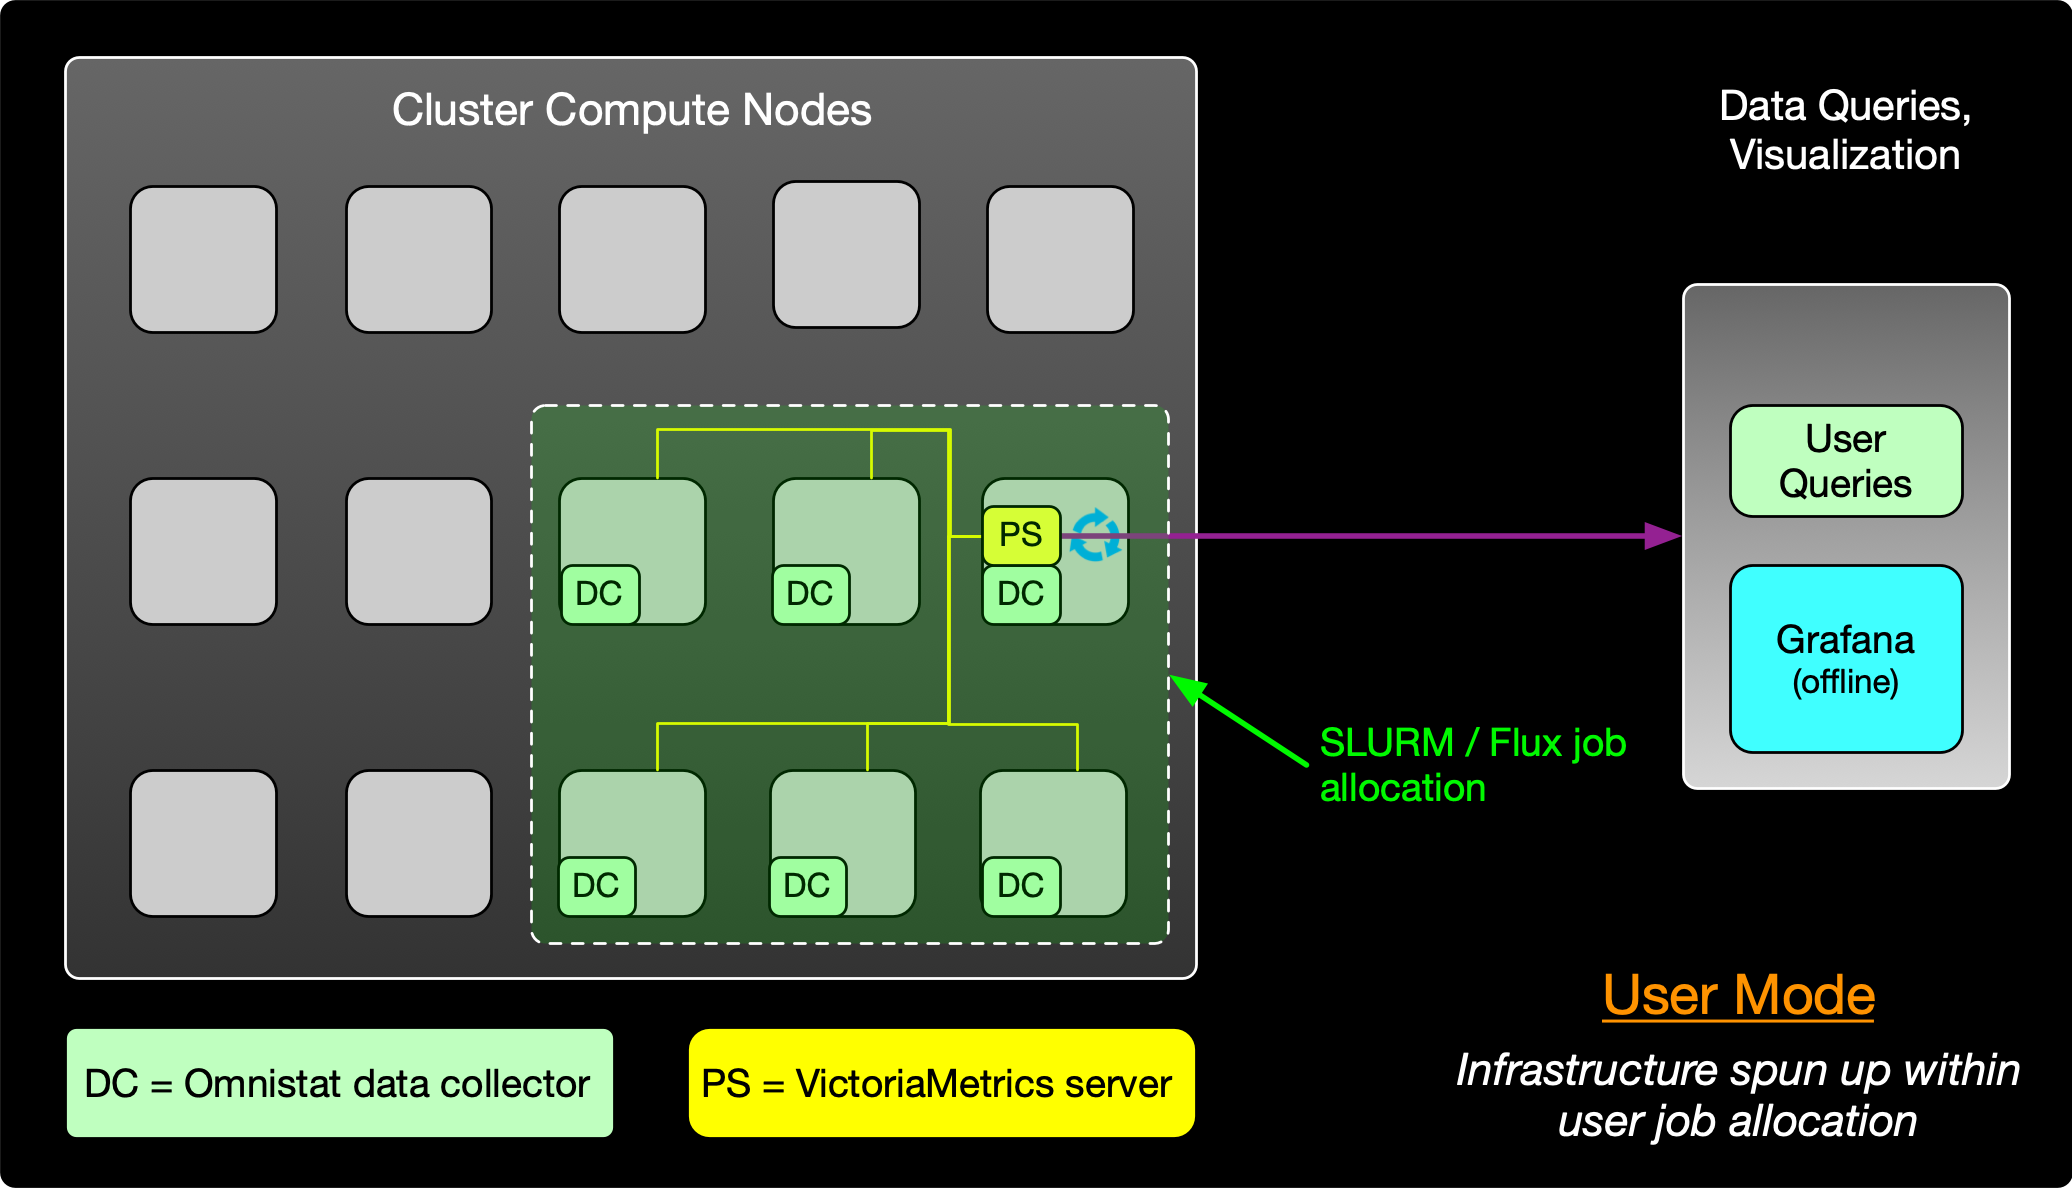 Cluster Compute Nodes
Data Queries,
Visualization
PS
DC
DC
DC
User
Queries
Grafana
(offline)
SLURM / Flux job
allocation
DC
DC
DC
User Mode
Infrastructure spun up within
user job allocation
DC = Omnistat data collector
PS = VictoriaMetrics server